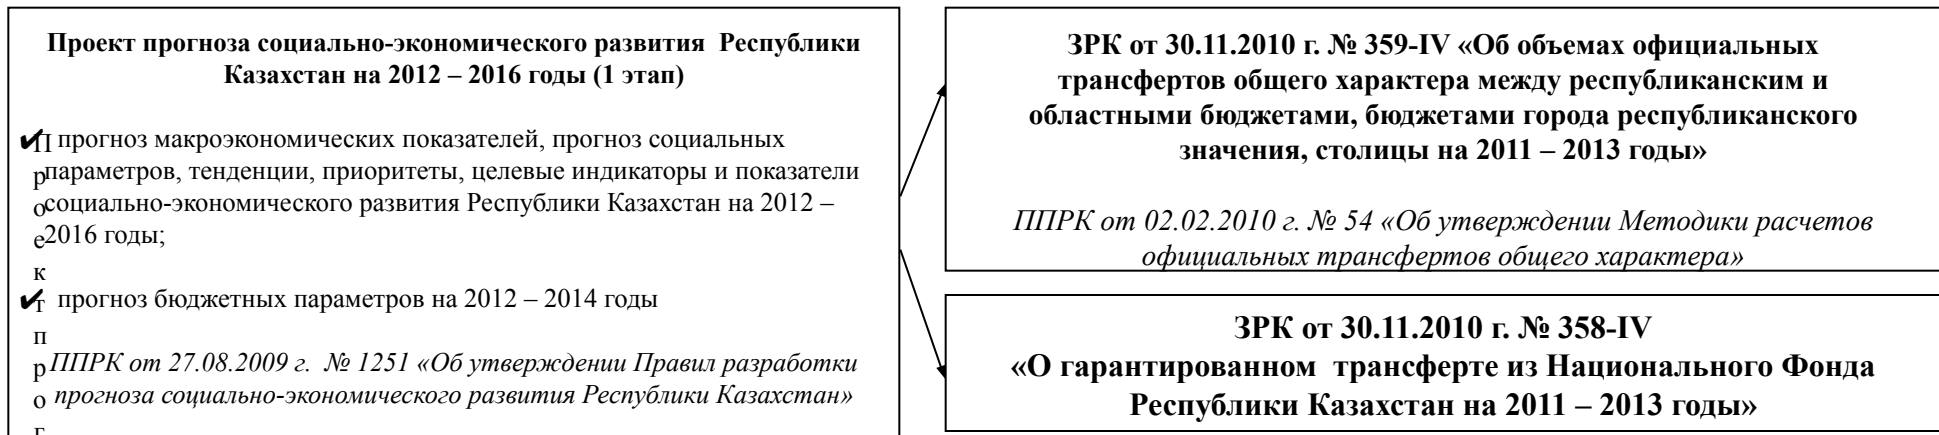 Проект прогноза социально-экономического развития Республики
Казахстан на 2012 – 2016 годы (1 этап)
✔ прогноз макроэкономических показателей, прогноз социальных
параметров, тенденции, приоритеты, целевые индикаторы и показатели
социально-экономического развития Республики Казахстан на 2012 –
2016 годы;
✔ прогноз бюджетных параметров на 2012 – 2014 годы
ППРК от 27.08.2009 г. № 1251 «Об утверждении Правил разработки
прогноза социально-экономического развития Республики Казахстан»
П
р
о
е
к
т
п
р
о
г
ЗРК от 30.11.2010 г. № 359-IV «Об объемах официальных
трансфертов общего характера между республиканским и
областными бюджетами, бюджетами города республиканского
значения, столицы на 2011 – 2013 годы»
ППРК от 02.02.2010 г. № 54 «Об утверждении Методики расчетов
официальных трансфертов общего характера»
ЗРК от 30.11.2010 г. № 358-IV
«О гарантированном трансферте из Национального Фонда
Республики Казахстан на 2011 – 2013 годы»